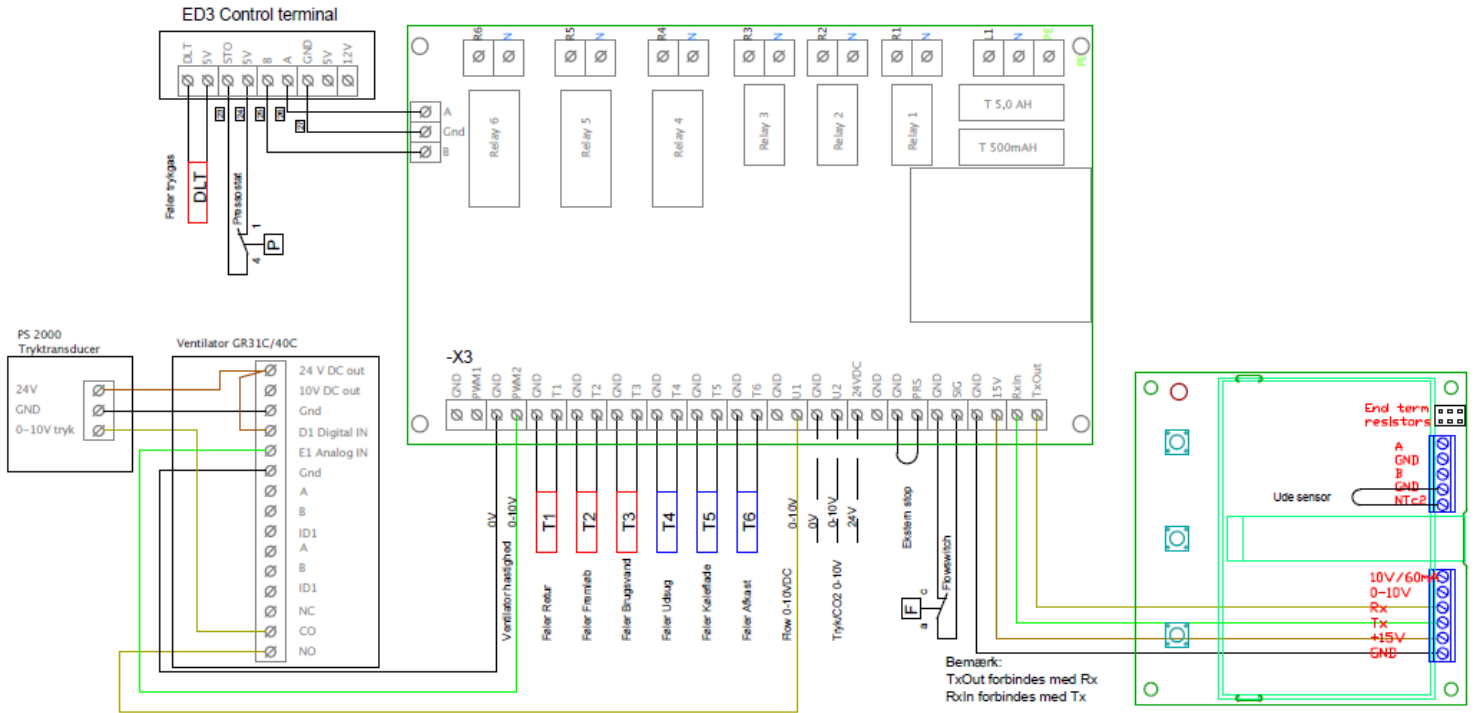 ED3 Control terminal
DLT
5V
STO
5V
B
A
GND
5V
12V
23
24
25
26
27
Føler trykgas
DLT
Pressostat
1
4
P
R6
N
R5
N
R4
N
R3
N
R2
N
R1
N
L1
N
PE
PE
A
Gnd
B
Relay 6
Relay 5
Relay 4
Relay 3
Relay 2
Relay 1
T 5,0 AH
T 500mAH
PS 2000
Tryktransducer
24V
GND
0-10V tryk
Ventilator GR31C/40C
24 V DC out
10V DC out
Gnd
D1 Digital IN
E1 Analog IN
Gnd
A
B
ID1
A
B
ID1
NC
CO
NO
-X3
GND
PWM1
GND
PWM2
GND
T1
GND
T2
GND
T3
GND
T4
GND
T5
GND
T6
GND
U1
GND
U2
24VDC
GND
GND
PRS
GND
SIG
GND
15V
RxIn
TxOut
0V
0-10V
Ventilator hastighed
T1
Føler Retur
T2
Føler Fremløb
T3
Føler Brugsvand
T4
Føler Udsug
T5
Føler Køleflade
T6
Føler Afkast
0-10V
Flow 0-10VDC
0V
0-10V
24V
Tryk/CO2 0-10V
Ekstern stop
Flowswitch
F
c
a
Bemærk:
TxOut forbindes med Rx
RxIn forbindes med Tx
End term
resistors
A
GND
B
GND
NTc2
Ude sensor
10V/60mA
0-10V
Rx
Tx
+15V
GND